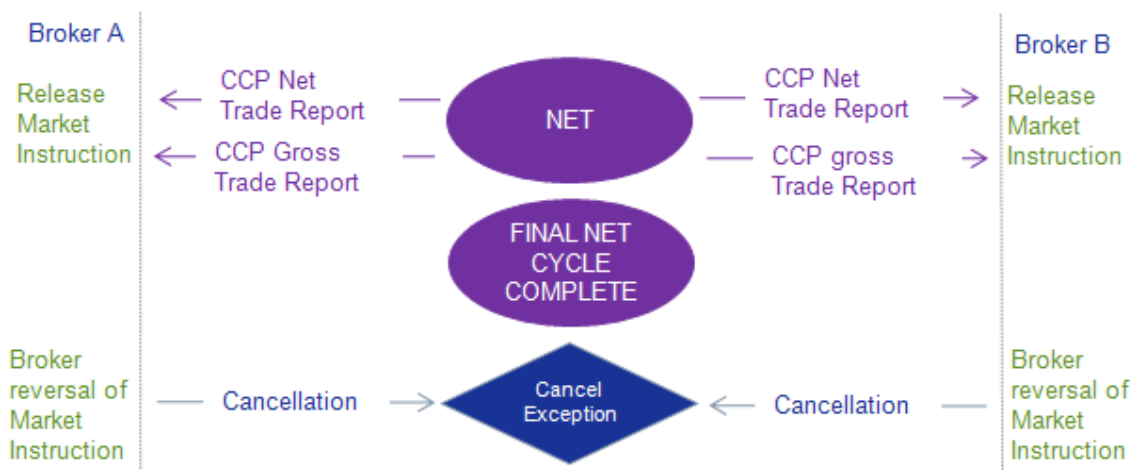 Broker A
Broker B
Release
Market
Instruction
CCP Net
Trade Report
CCP Gross
Trade Report
NET
CCP Net
Trade Report
CCP gross
Trade Report
Release
Market
Instruction
FINAL NET
CYCLE
COMPLETE
Broker
reversal of
Market
Instruction
Cancellation
Cancel
Exception
Cancellation
Broker
reversal of
Market
Instruction